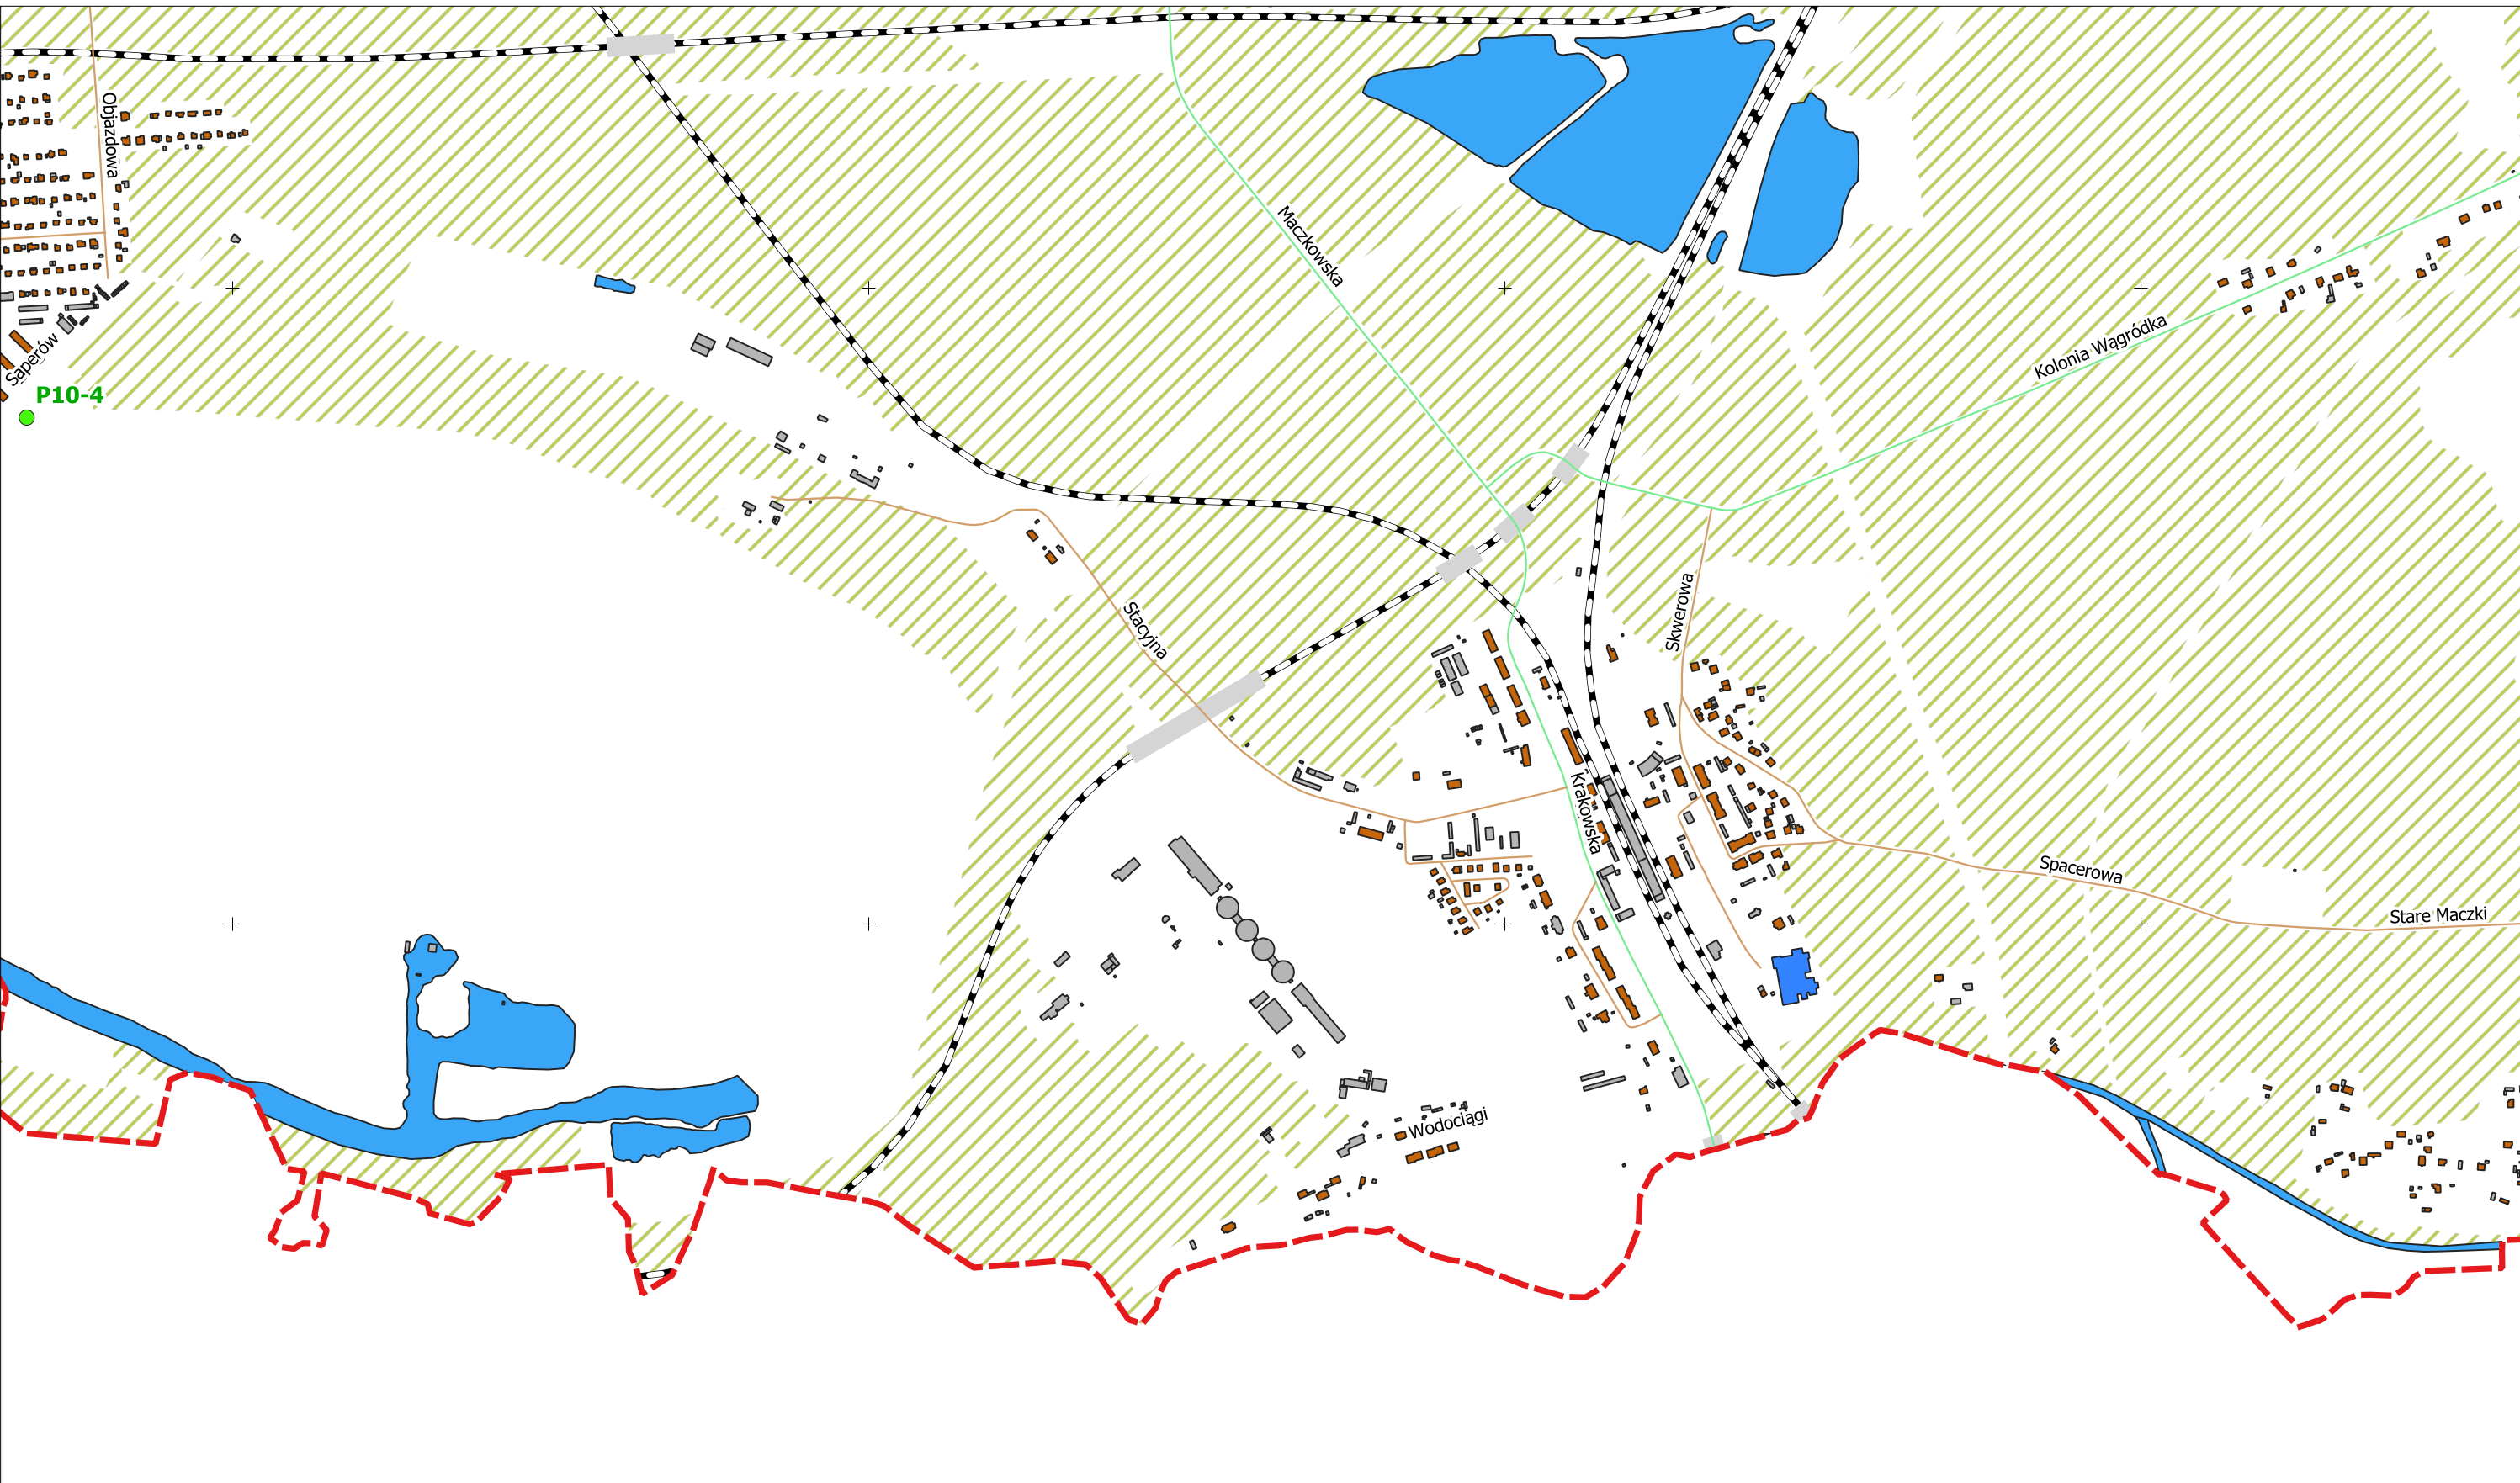 Objazdowa
Maczkowska
Kolonia Wągródka
Saperów
P10-4
Skwerowa
Stacyjna
Krakowska
Spacerowa
Stare Maczki
Wodociągi